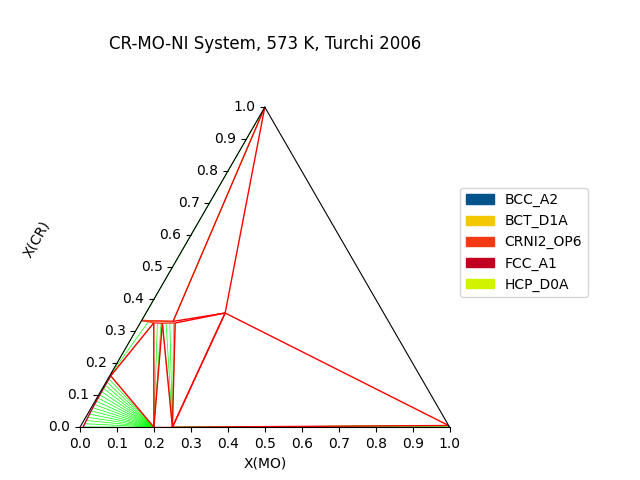 CR-MO-NI System, 573 K, Turchi 2006
1.0
0.9
0.8
0.7
0.6
0.5
0.4
0.3
0.2
0.1
0.0
X(CR)
0.0 0.1 0.2 0.3 0.4 0.5 0.6 0.7 0.8 0.9 1.0
X(MO)
BCC_A2
BCT_D1A
CRNI2_OP6
FCC_A1
HCP_D0A